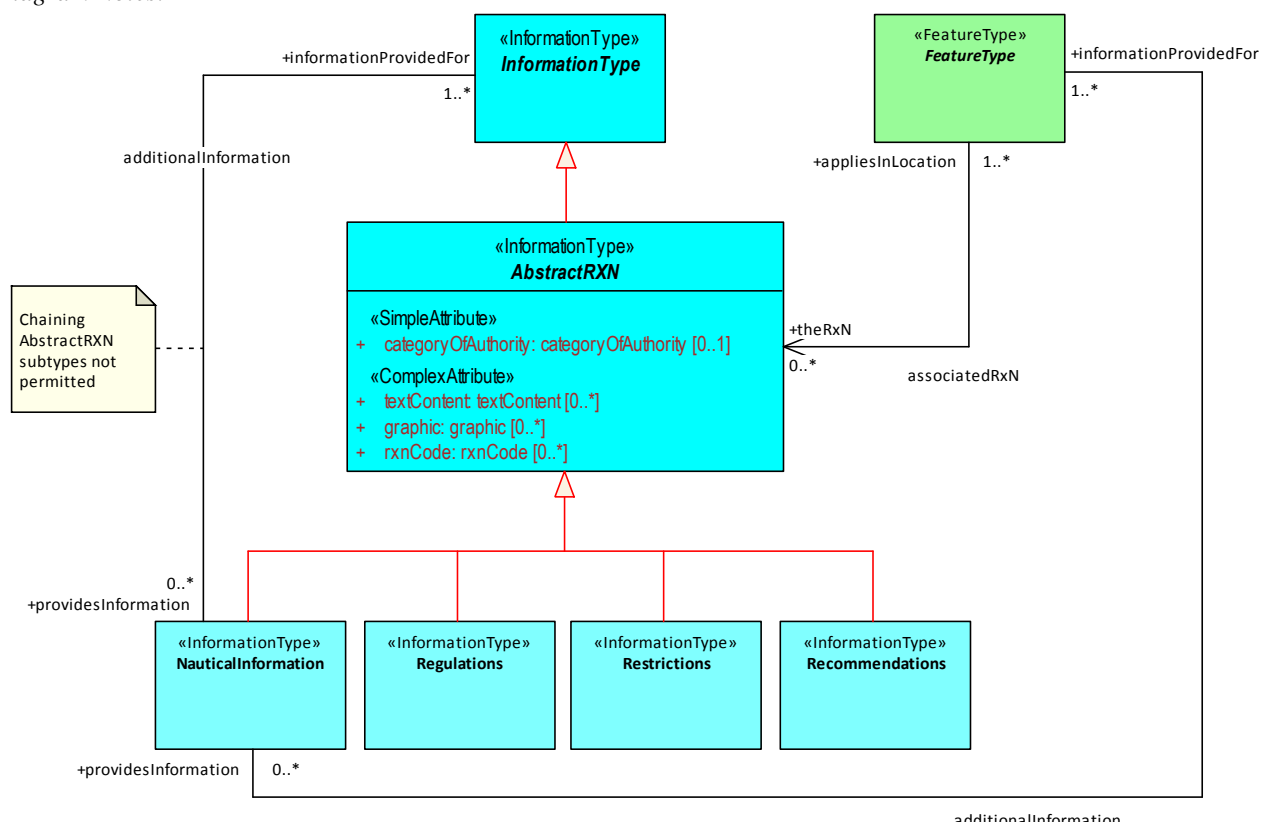 «InformationType»
InformationType
+informationProvidedFor
1..*
«FeatureType»
FeatureType
+informationProvidedFor
1..*
additionalInformation
+appliesInLocation
1..*
«InformationType»
AbstractRXN
«SimpleAttribute»
+ categoryOfAuthority: categoryOfAuthority [0..1]
«ComplexAttribute»
+ textContent: textContent [0..*]
+ graphic: graphic [0..*]
+ rxnCode: rxnCode [0..*]
Chaining
AbstractRXN
subtypes not
permitted
+theRxN
0..*
associatedRxN
0..*
+providesInformation
«InformationType»
NauticalInformation
«InformationType»
Regulations
«InformationType»
Restrictions
«InformationType»
Recommendations
+providesInformation
0..*
additionalInformation